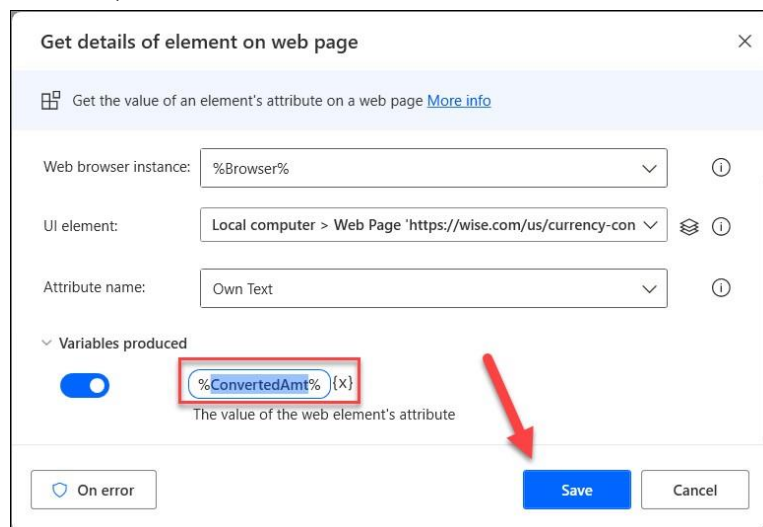 Get details of element on web page
Get the value of an element's attribute on a web page More info
Web browser instance: %Browser%
UI element: Local computer > Web Page 'https://wise.com/us/currency-con
Attribute name: Own Text
Variables produced
%ConvertedAmt% {x}
The value of the web element's attribute
On error Save Cancel